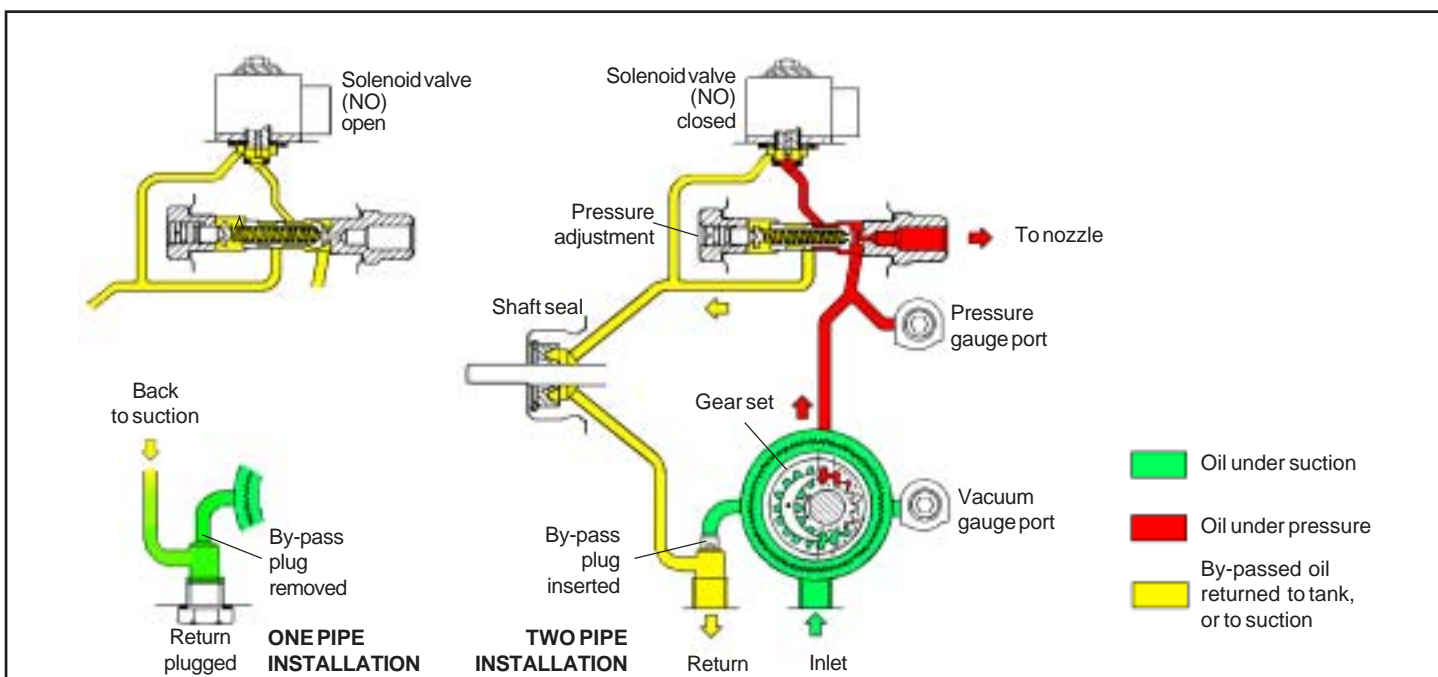 Solenoid valve
(NO)
open
Solenoid valve
(NO)
closed
Pressure
adjustment
To nozzle
Shaft seal
Pressure
gauge port
Back
to suction
Gear set
Vacuum
gauge port
By-pass
plug
removed
By-pass
plug
inserted
Return
plugged
ONE PIPE
INSTALLATION
TWO PIPE
INSTALLATION
Return
Inlet
Oil under suction
Oil under pressure
By-passed oil
returned to tank,
or to suction